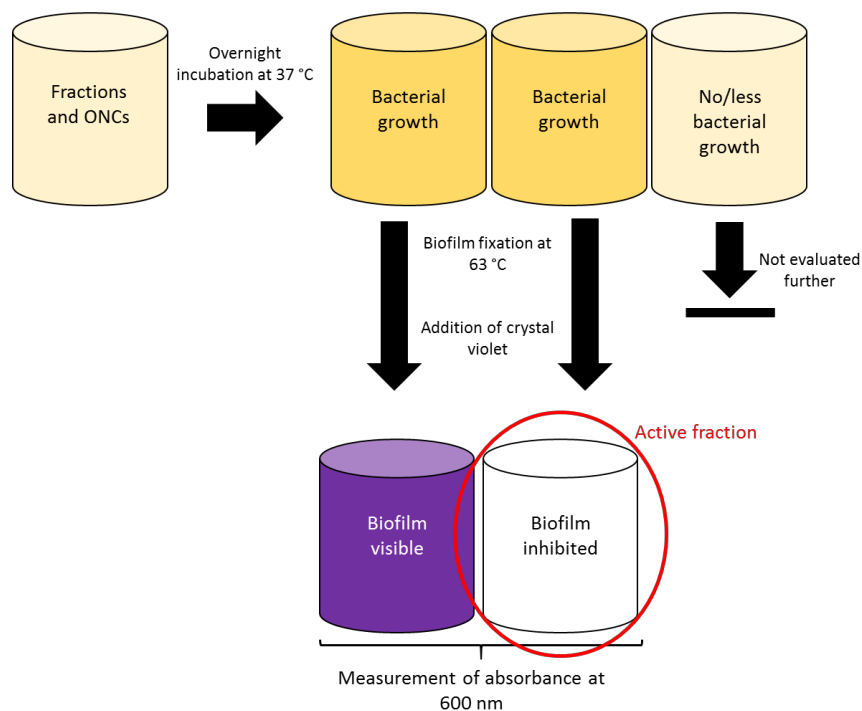 Fractions
and ONCs
Overnight
incubation at 37 °C
Bacterial
growth
Bacterial
growth
No/less
bacterial
growth
Biofilm fixation at
63 °C
Addition of crystal
violet
Not evaluated
further
Active fraction
Biofilm
visible
Biofilm
inhibited
Measurement of absorbance at
600 nm